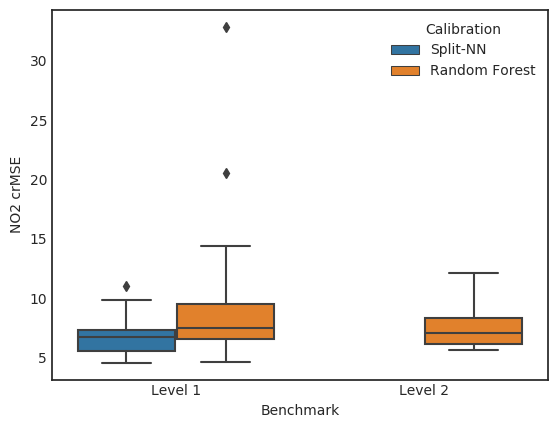 Calibration
Split-NN
Random Forest
NO2 crMSE
30
25
20
15
10
5
Level 1
Level 2
Benchmark